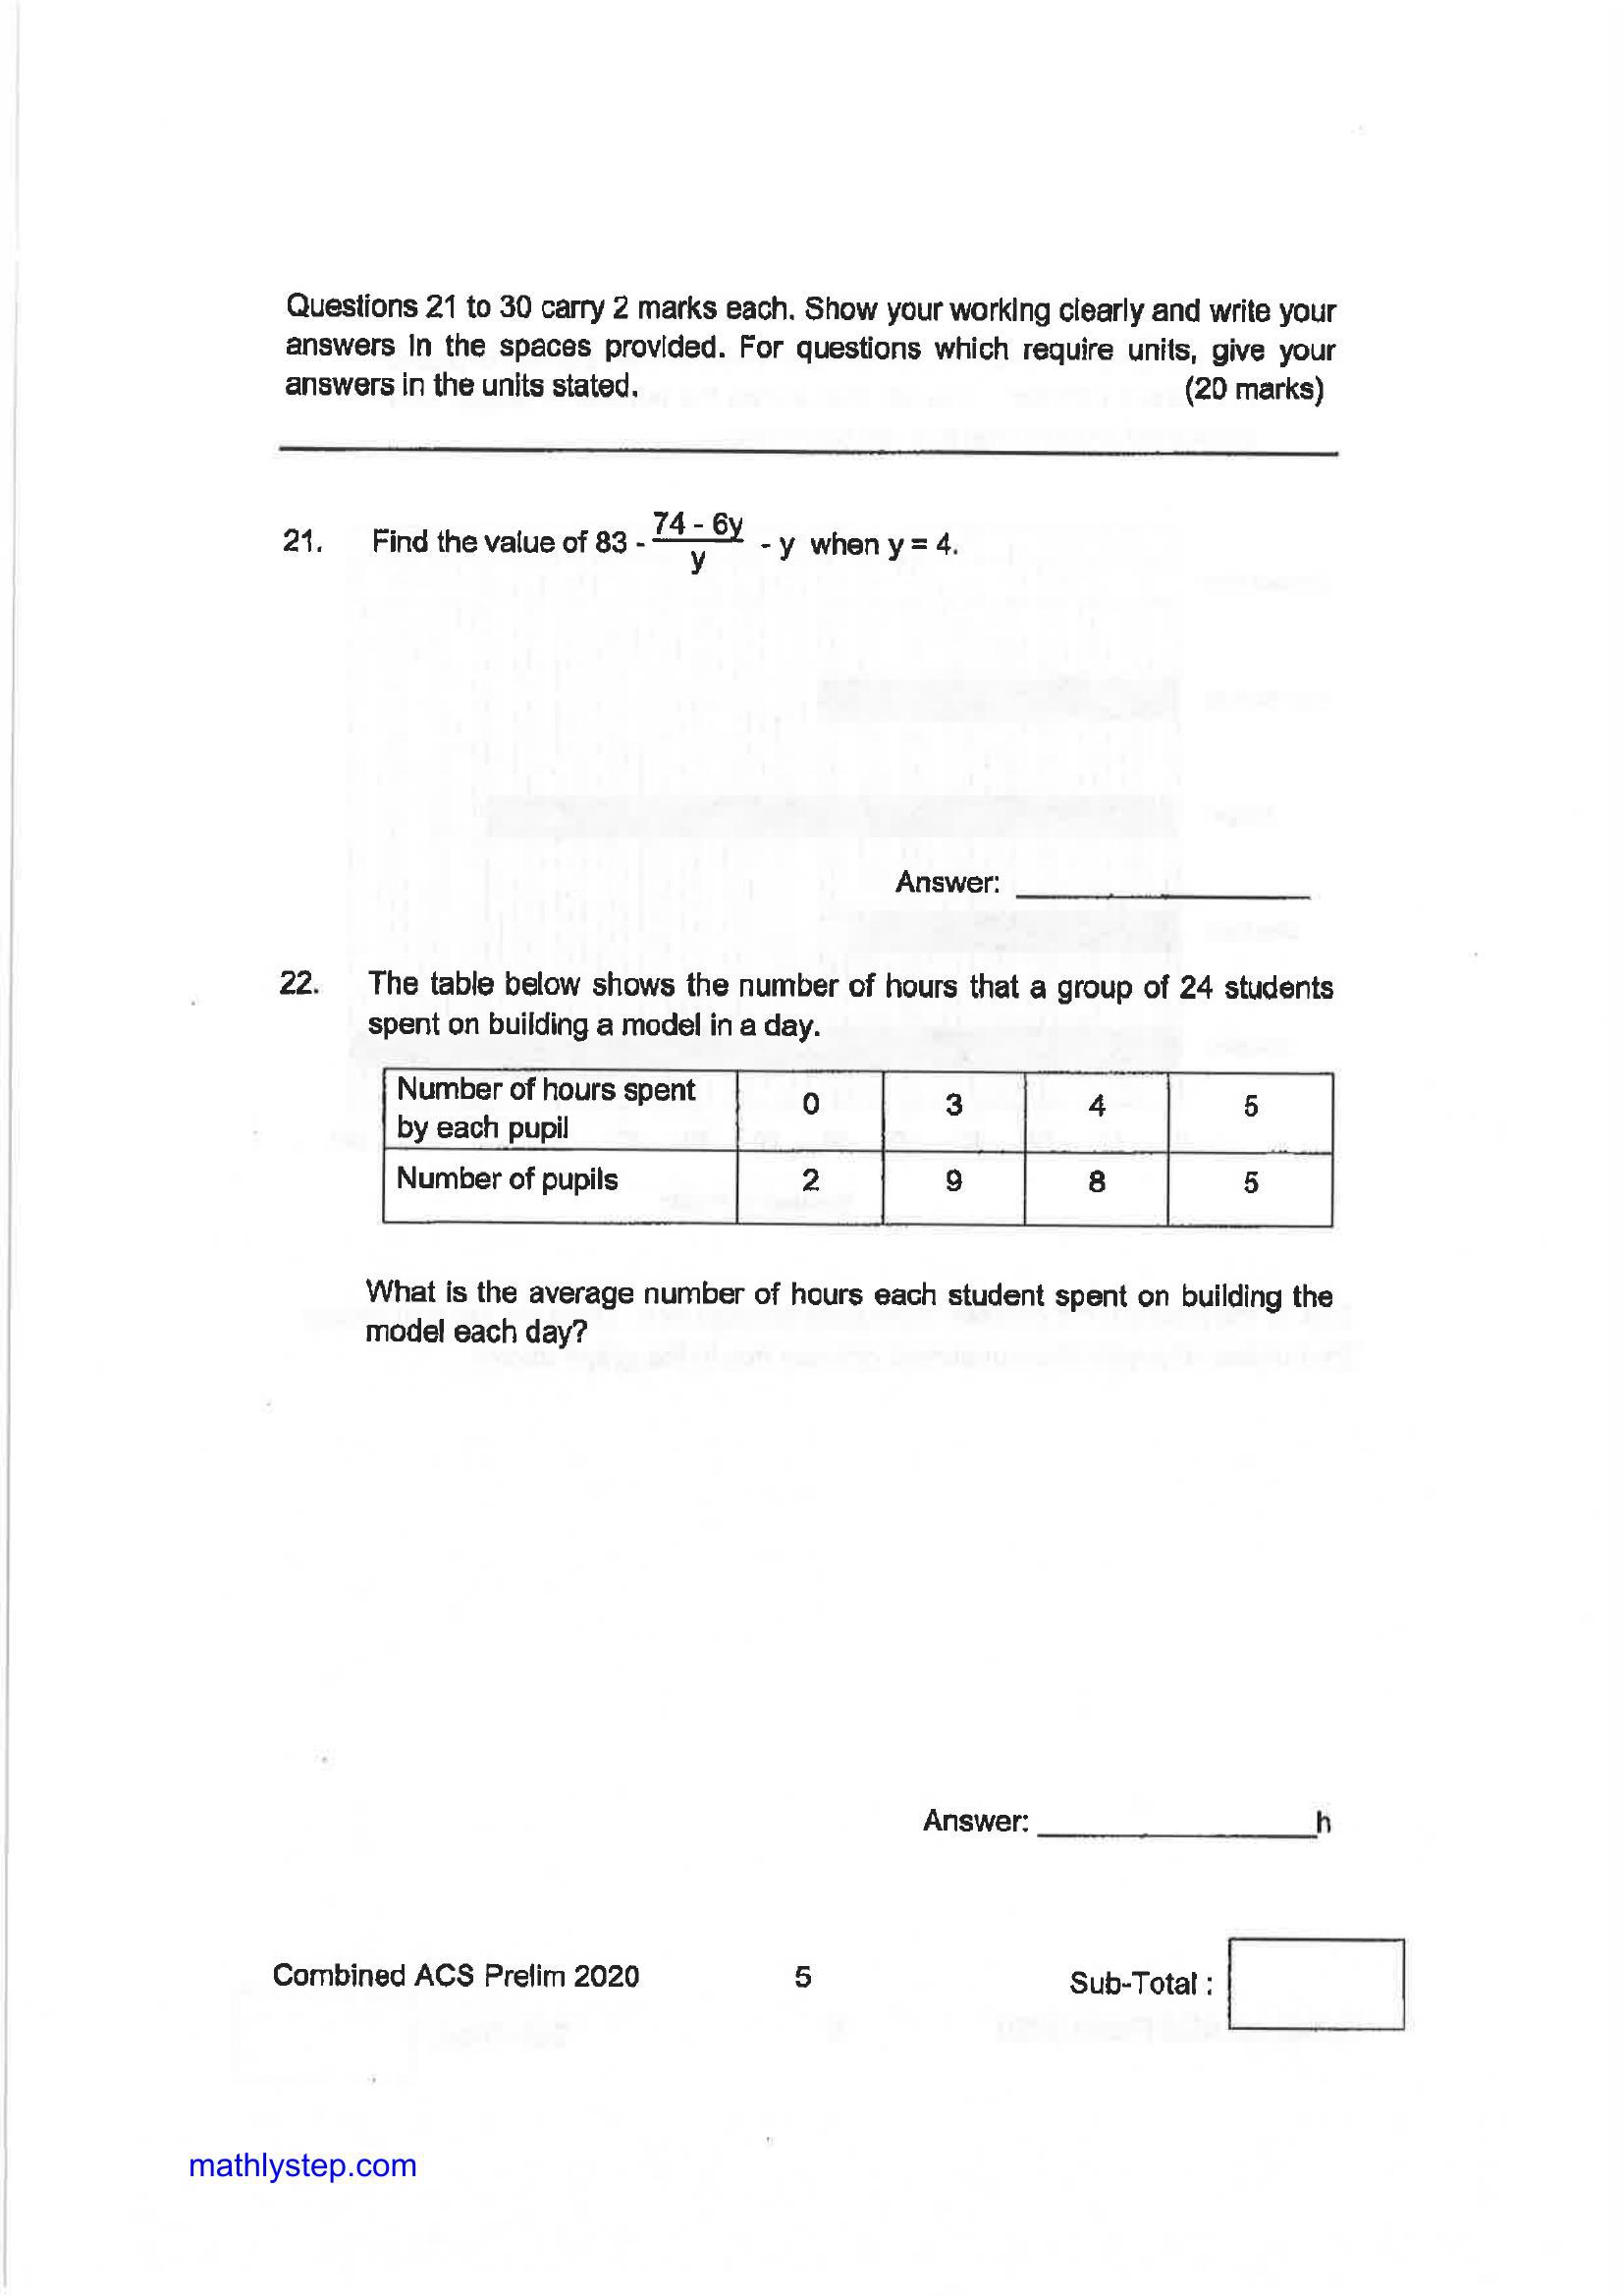 Questions 21 to 30 carry 2 marks each. Show your working clearly and write your
answers in the spaces provided. For questions which require units, give your
answers in the units stated. (20 marks)
21. Find the value of 83 - (74 - 6y)/y - y when y = 4.
Answer: ____________
22. The table below shows the number of hours that a group of 24 students
spent on building a model in a day.
Number of hours spent
by each pupil 0 3 4 5
Number of pupils 2 9 8 5
What is the average number of hours each student spent on building the
model each day?
Answer: ____________h
Combined ACS Prelim 2020 5 Sub-Total :
mathlystep.com